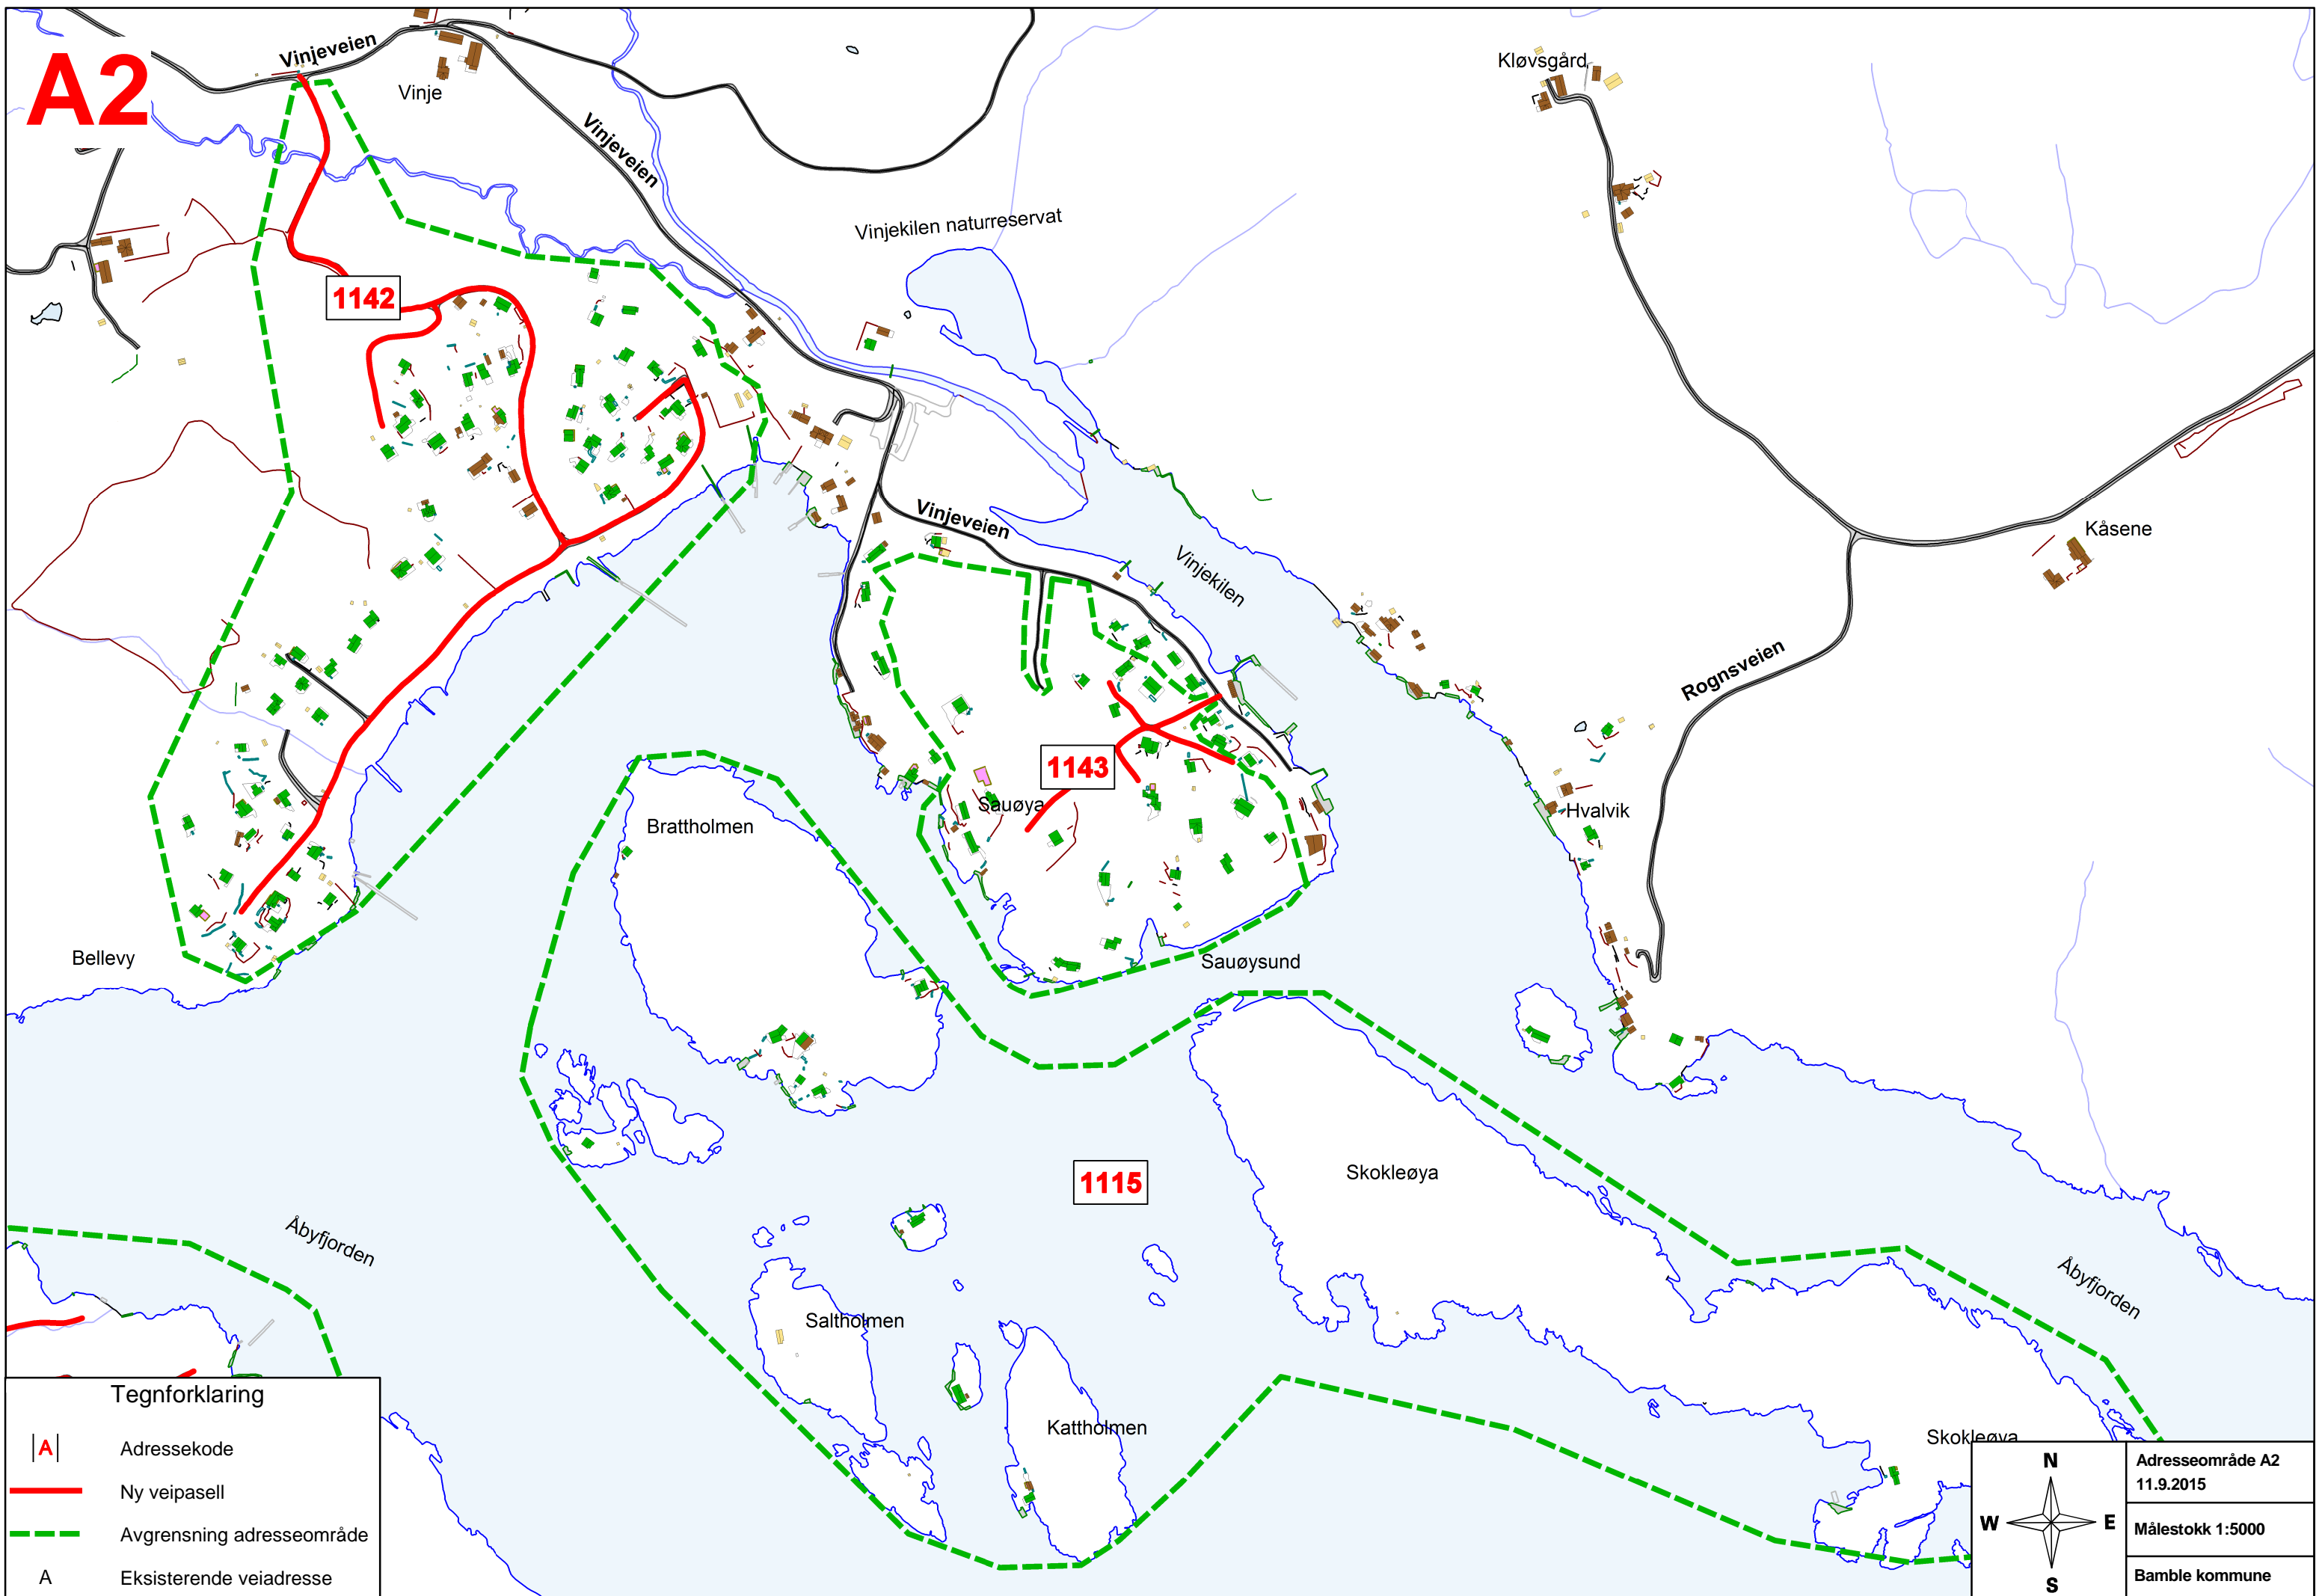 A2
Vinjeveien
Vinje
Vinjeveien
Kløvsgård
Vinjekilen naturreservat
1142
Vinjeveien
Vinjekilen
Kåsene
Rognsveien
1143
Sauøya
Brattholmen
Hvalvik
Bellevy
Sauøysund
1115
Skokleøya
Åbyfjorden
Åbyfjorden
Saltholmen
Kattholmen
Skokleøya
Tegnforklaring
A Adressekode
Ny veipasell
Avgrensning adresseområde
A Eksisterende veiadresse
N
W E
S
Adresseområde A2
11.9.2015
Målestokk 1:5000
Bamble kommune